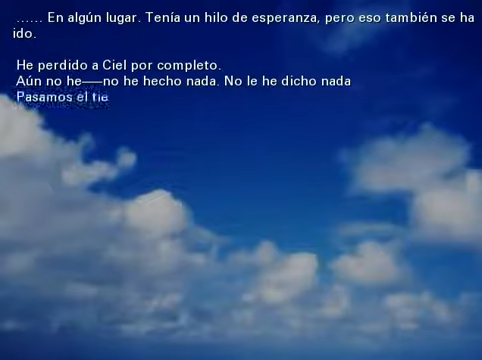 …… En algún lugar. Tenía un hilo de esperanza, pero eso también se ha
ido.
He perdido a Ciel por completo.
Aún no he——no he hecho nada. No le he dicho nada
Pasamos el tie